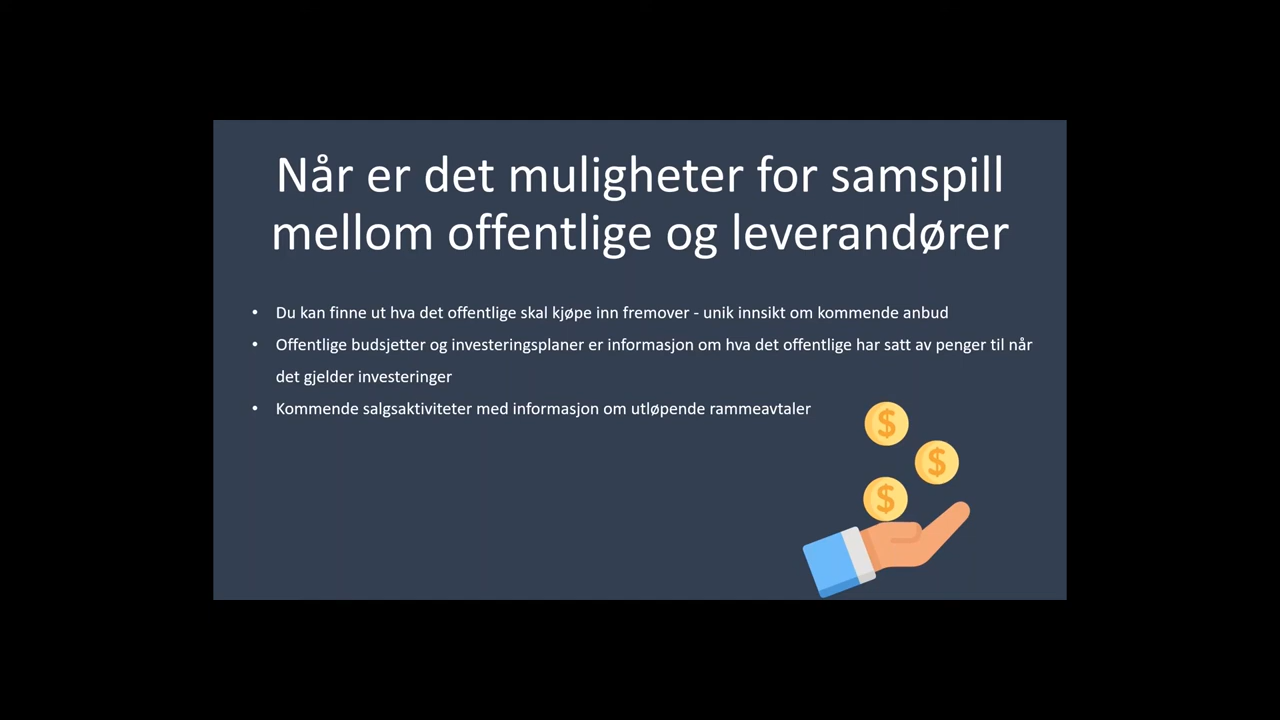 Når er det muligheter for samspill
mellom offentlige og leverandører
• Du kan finne ut hva det offentlige skal kjøpe inn fremover - unik innsikt om kommende anbud
• Offentlige budsjetter og investeringsplaner er informasjon om hva det offentlige har satt av penger til når
det gjelder investeringer
• Kommende salgsaktiviteter med informasjon om utløpende rammeavtaler
$
$
$